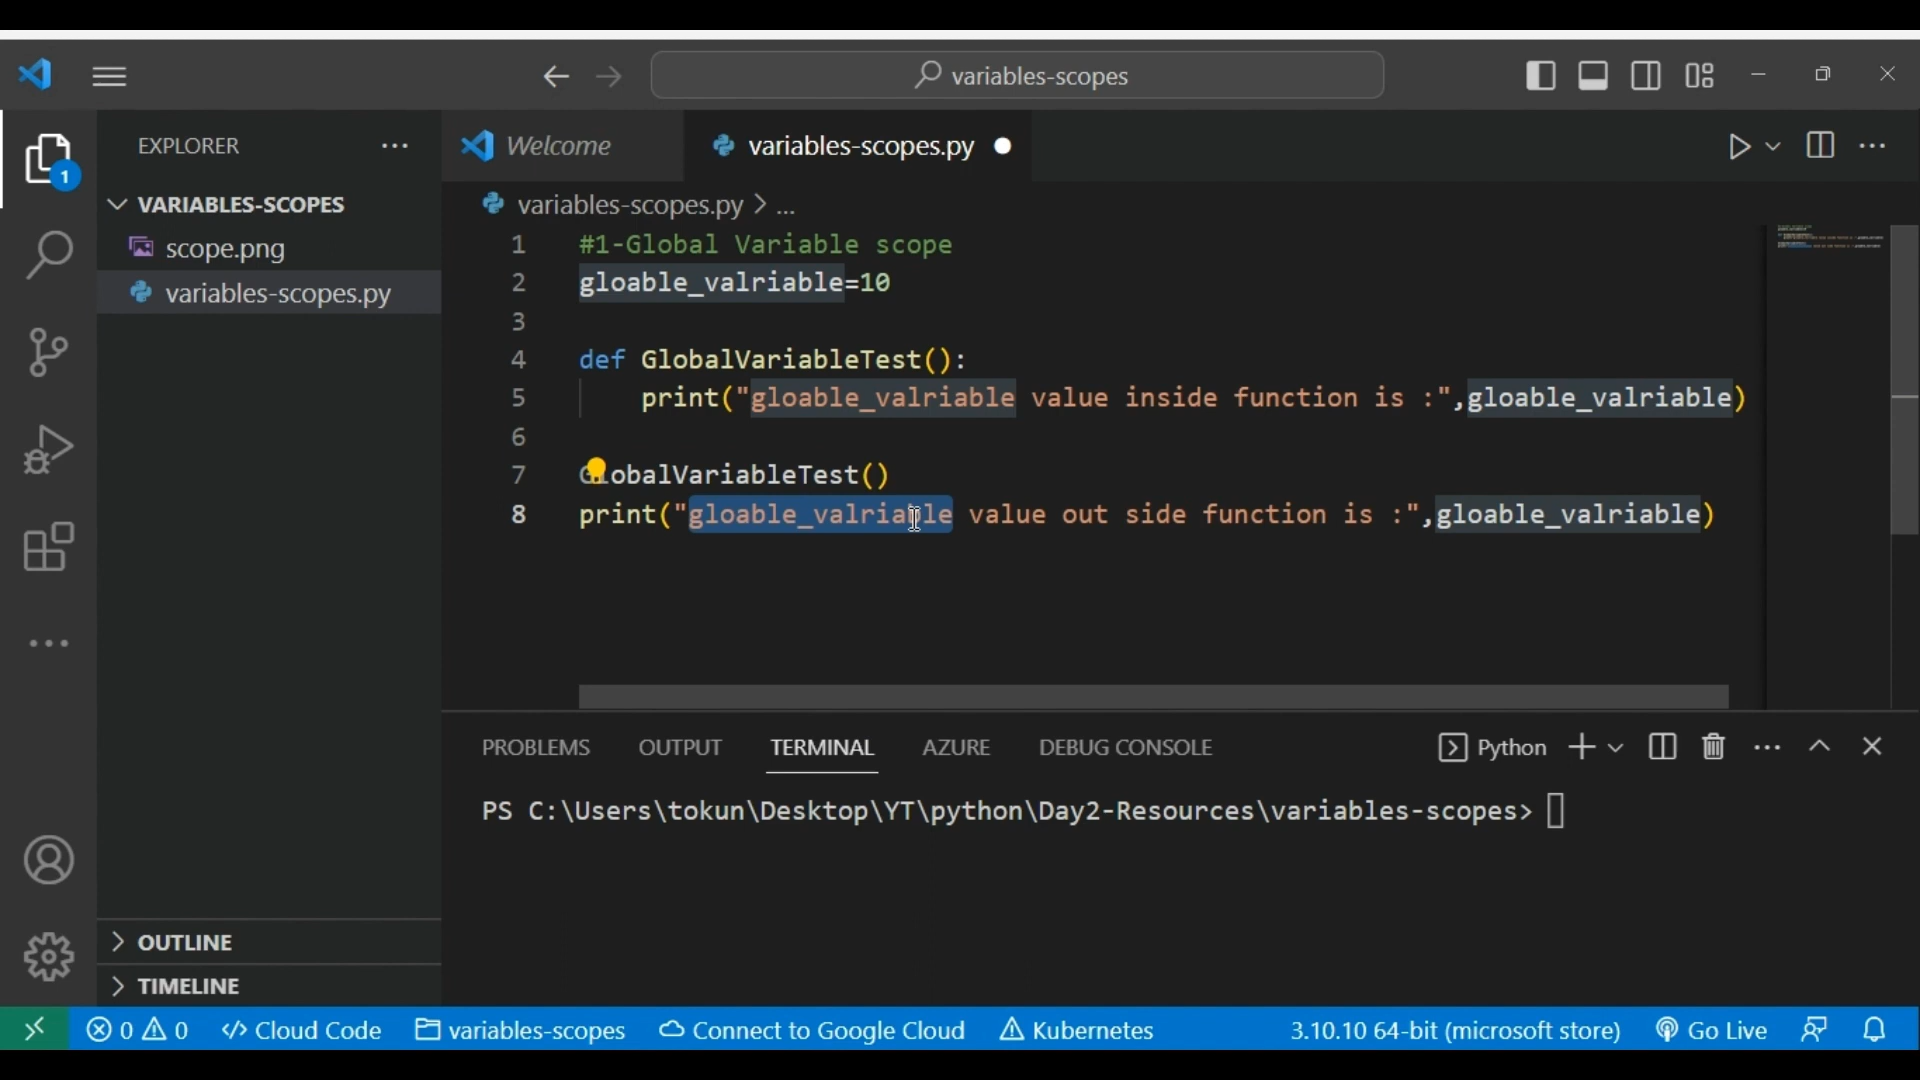 variables-scopes
EXPLORER
Welcome
variables-scopes.py
1
VARIABLES-SCOPES
scope.png
variables-scopes.py
variables-scopes.py > ...
1 #1-Global Variable scope
2 gloable_valriable=10
3
4 def GlobalVariableTest():
5 print("gloable_valriable value inside function is :",gloable_valriable)
6
7 GlobalVariableTest()
8 print("gloable_valriable value out side function is :",gloable_valriable)
PROBLEMS OUTPUT TERMINAL AZURE DEBUG CONSOLE Python
PS C:\Users\tokun\Desktop\YT\python\Day2-Resources\variables-scopes>
OUTLINE
TIMELINE
0 0 Cloud Code variables-scopes Connect to Google Cloud Kubernetes 3.10.10 64-bit (microsoft store) Go Live